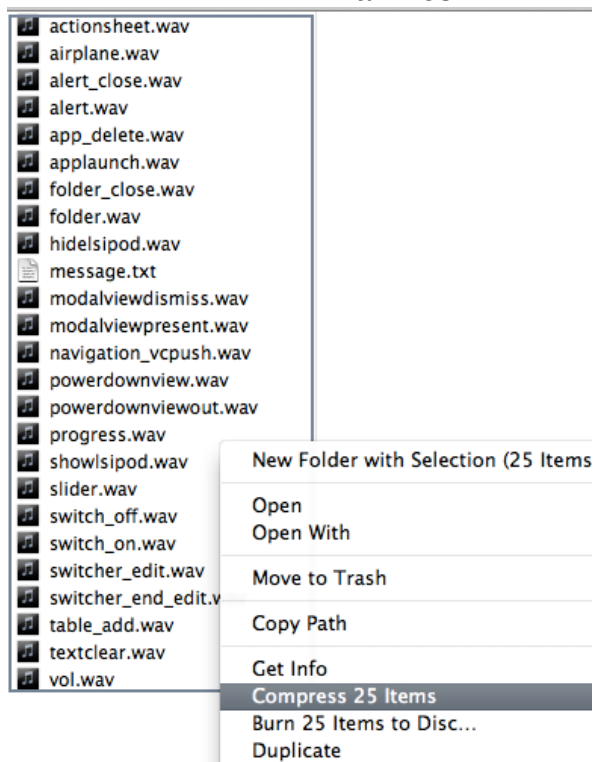 actionsheet.wav
airplane.wav
alert_close.wav
alert.wav
app_delete.wav
applaunch.wav
folder_close.wav
folder.wav
hidelsipod.wav
message.txt
modalviewdismiss.wav
modalviewpresent.wav
navigation_vcpush.wav
powerdownview.wav
powerdownviewout.wav
progress.wav
showlsipod.wav
slider.wav
switch_off.wav
switch_on.wav
switcher_edit.wav
switcher_end_edit.w
table_add.wav
textclear.wav
vol.wav
New Folder with Selection (25 Items
Open
Open With
Move to Trash
Copy Path
Get Info
Compress 25 Items
Burn 25 Items to Disc...
Duplicate